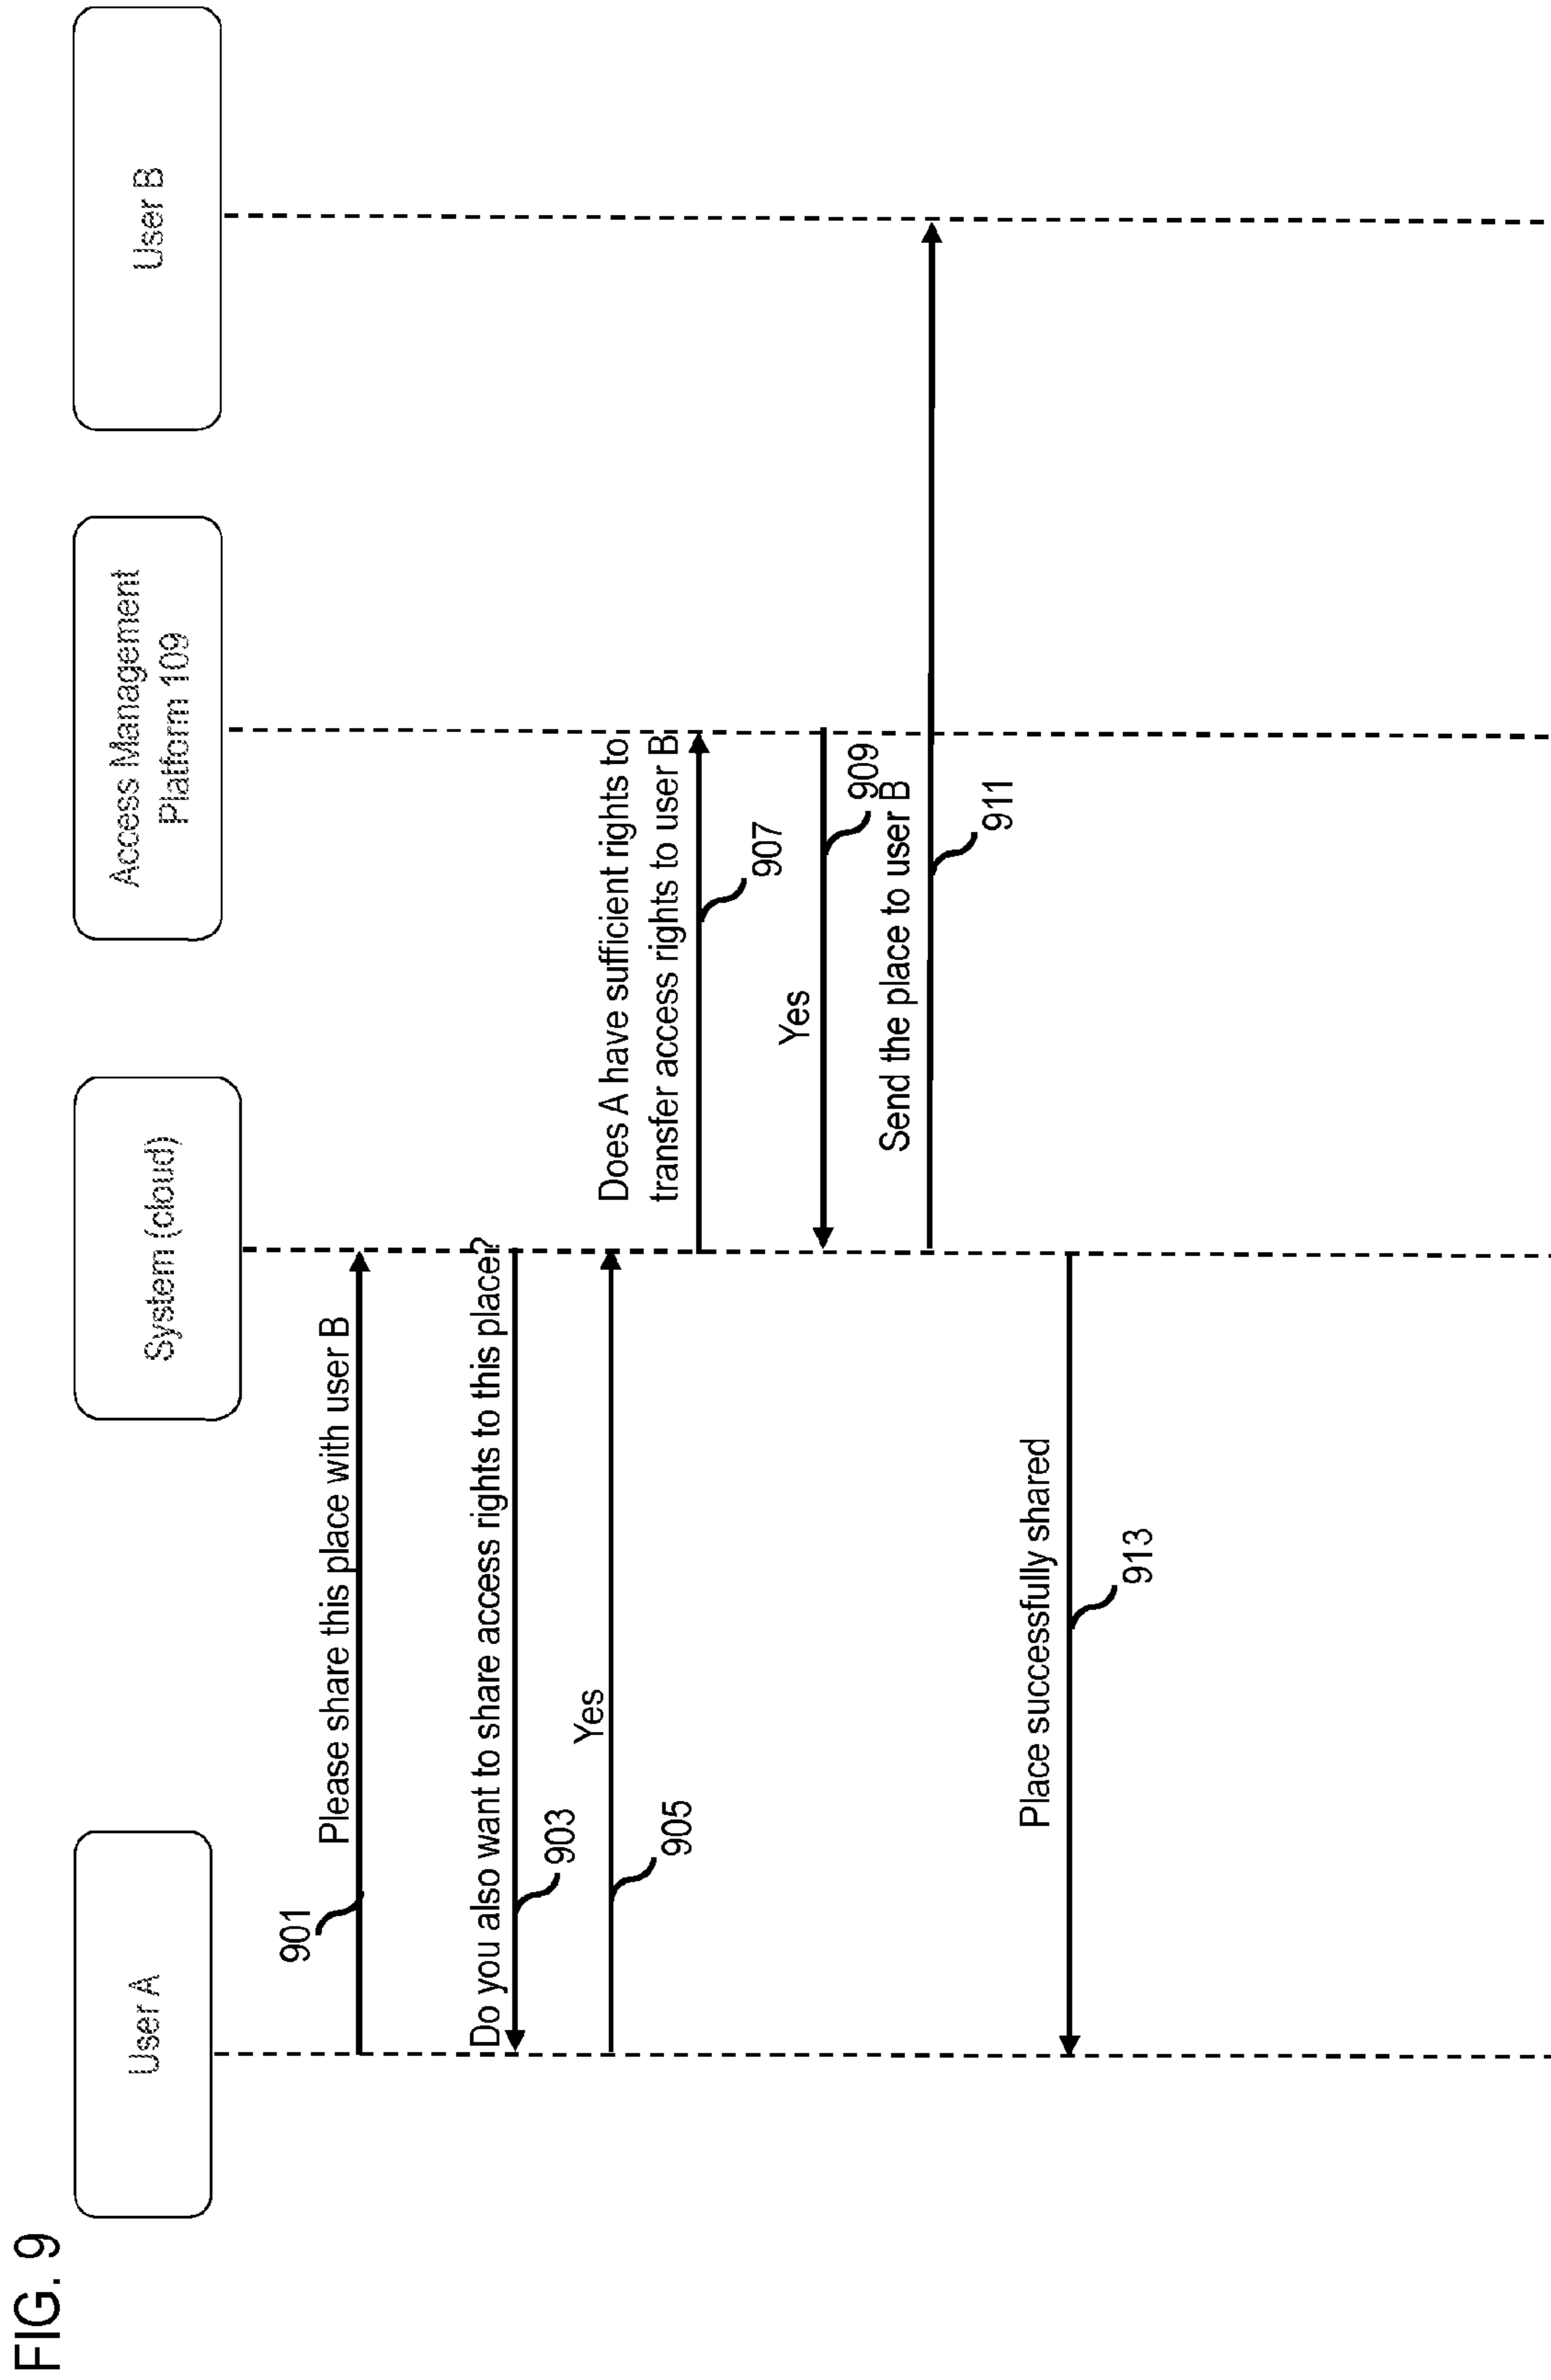 FIG. 9
User A
System (cloud)
Access Management
Platform 109
User B
901
Please share this place with user B
Do you also want to share access rights to this place?
903
Yes
905
Does A have sufficient rights to
transfer access rights to user B
907
Yes
909
Send the place to user B
911
Place successfully shared
913